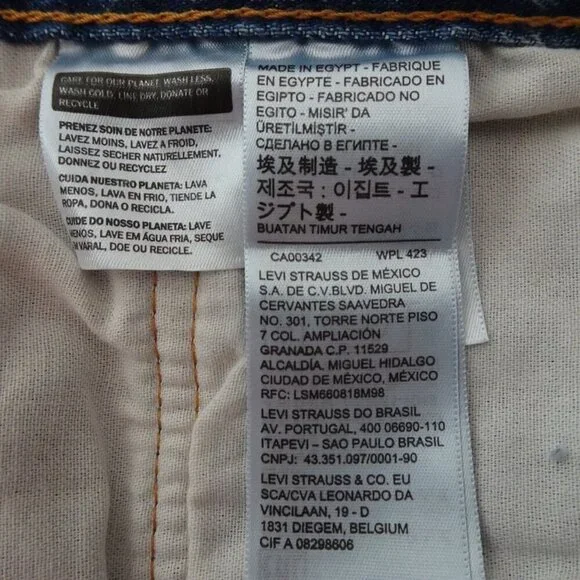 CARE FOR OUR PLANET: WASH LESS,
WASH COLD, LINE DRY, DONATE OR
RECYCLE
PRENEZ SOIN DE NOTRE PLANETE:
LAVEZ MOINS, LAVEZ A FROID,
LAISSEZ SECHER NATURELLEMENT,
DONNEZ OU RECYCLEZ
CUIDA NUESTRO PLANETA: LAVA
MENOS, LAVA EN FRIO, TIENDE LA
ROPA, DONA O RECICLA.
CUIDE DO NOSSO PLANETA: LAVE
MENOS, LAVE EM ÁGUA FRIA, SEQUE
EM VARAL, DOE OU RECICLE.
MADE IN EGYPT - FABRIQUE
EN EGYPTE - FABRICADO EN
EGIPTO - FABRICADO NO
EGITO - MISIR' DA
ÜRETİLMİŞTİR -
СДЕЛАНО В ЕГИПТЕ -
埃及制造 - 埃及製 -
제조국 : 이집트 - エ
ジプト製 -
BUATAN TIMUR TENGAH
CA00342 WPL 423
LEVI STRAUSS DE MÉXICO
S.A. DE C.V.BLVD. MIGUEL DE
CERVANTES SAAVEDRA
NO. 301, TORRE NORTE PISO
7 COL. AMPLIACIÓN
GRANADA C.P. 11529
ALCALDÍA. MIGUEL HIDALGO
CIUDAD DE MÉXICO, MÉXICO
RFC: LSM660818M98
LEVI STRAUSS DO BRASIL
AV. PORTUGAL, 400 06690-110
ITAPEVI – SAO PAULO BRASIL
CNPJ: 43.351.097/0001-90
LEVI STRAUSS & CO. EU
SCA/CVA LEONARDO DA
VINCILAAN, 19 - D
1831 DIEGEM, BELGIUM
CIF A 08298606